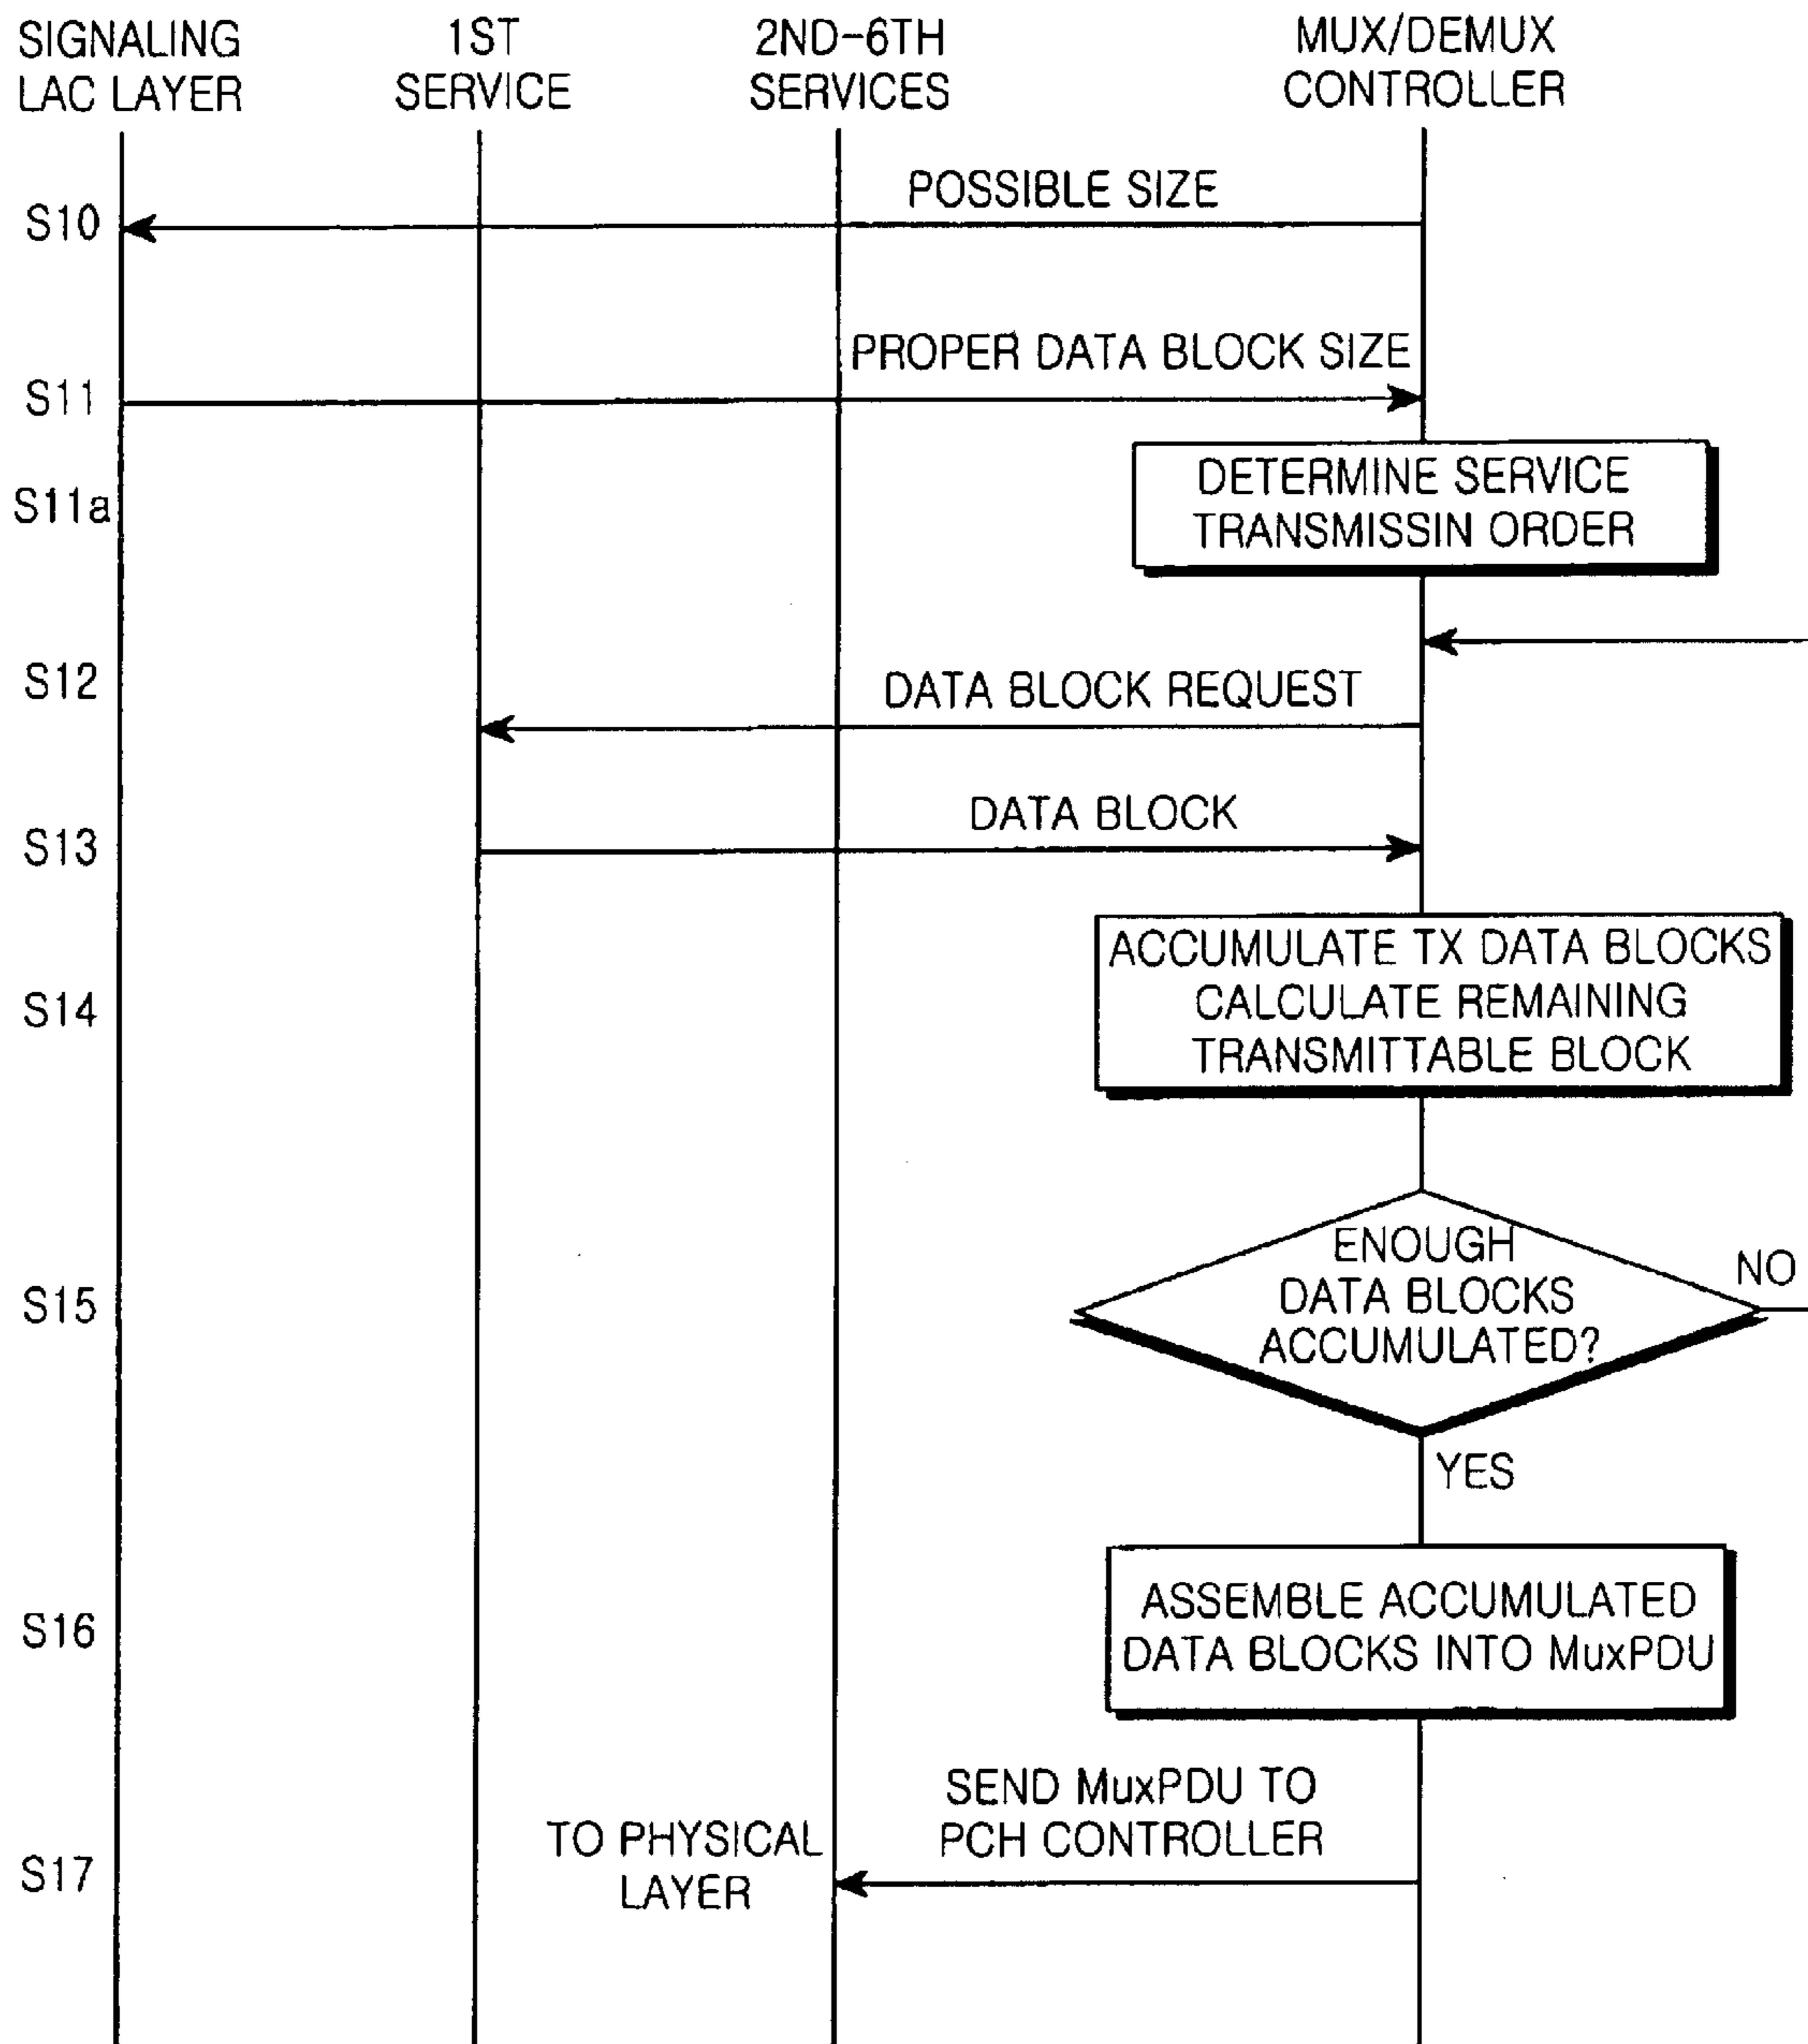 SIGNALING
LAC LAYER
1ST
SERVICE
2ND-6TH
SERVICES
MUX/DEMUX
CONTROLLER
POSSIBLE SIZE
S10
PROPER DATA BLOCK SIZE
S11
DETERMINE SERVICE
TRANSMISSIN ORDER
S11a
S12
DATA BLOCK REQUEST
DATA BLOCK
S13
ACCUMULATE TX DATA BLOCKS
CALCULATE REMAINING
TRANSMITTABLE BLOCK
S14
ENOUGH
DATA BLOCKS
ACCUMULATED?
NO
S15
YES
ASSEMBLE ACCUMULATED
DATA BLOCKS INTO MuxPDU
S16
SEND MuxPDU TO
PCH CONTROLLER
TO PHYSICAL
LAYER
S17